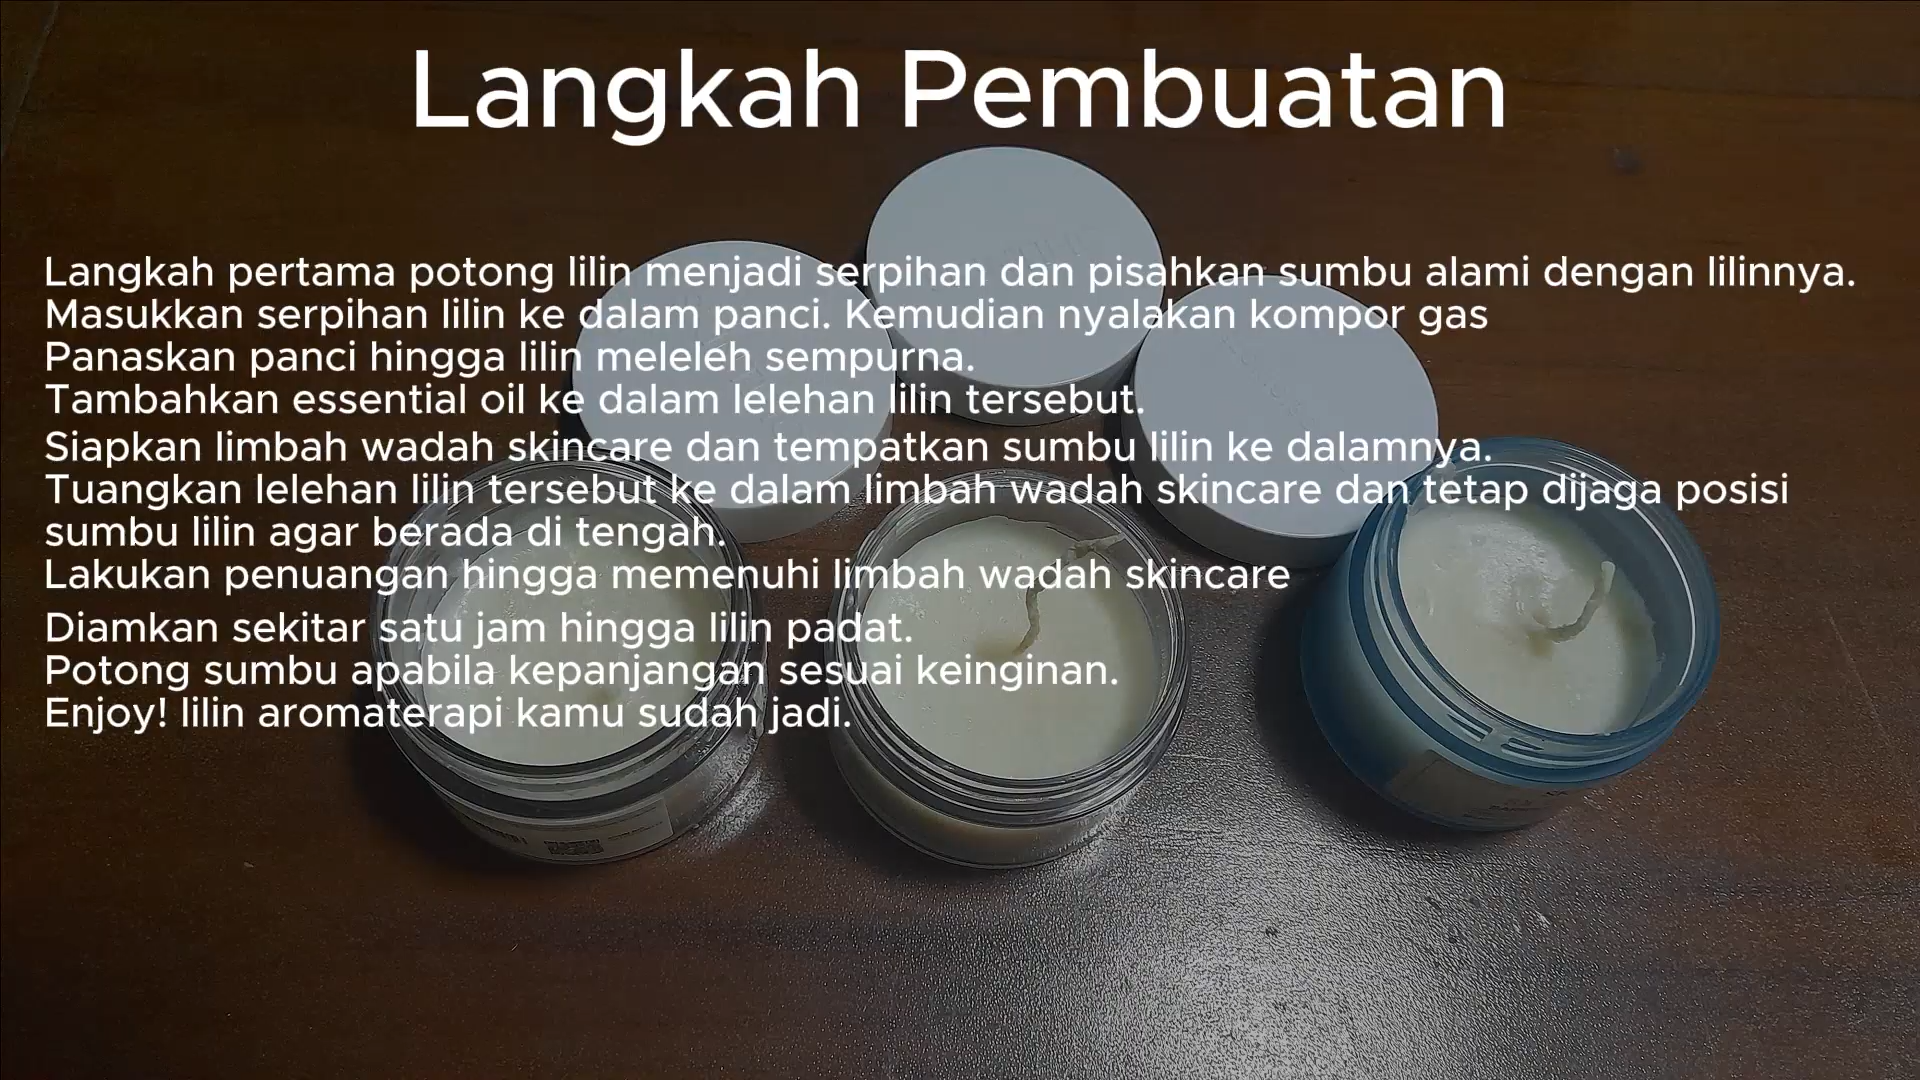 Langkah Pembuatan
Langkah pertama potong lilin menjadi serpihan dan pisahkan sumbu alami dengan lilinnya.
Masukkan serpihan lilin ke dalam panci. Kemudian nyalakan kompor gas
Panaskan panci hingga lilin meleleh sempurna.
Tambahkan essential oil ke dalam lelehan lilin tersebut.
Siapkan limbah wadah skincare dan tempatkan sumbu lilin ke dalamnya.
Tuangkan lelehan lilin tersebut ke dalam limbah wadah skincare dan tetap dijaga posisi
sumbu lilin agar berada di tengah.
Lakukan penuangan hingga memenuhi limbah wadah skincare
Diamkan sekitar satu jam hingga lilin padat.
Potong sumbu apabila kepanjangan sesuai keinginan.
Enjoy! lilin aromaterapi kamu sudah jadi.